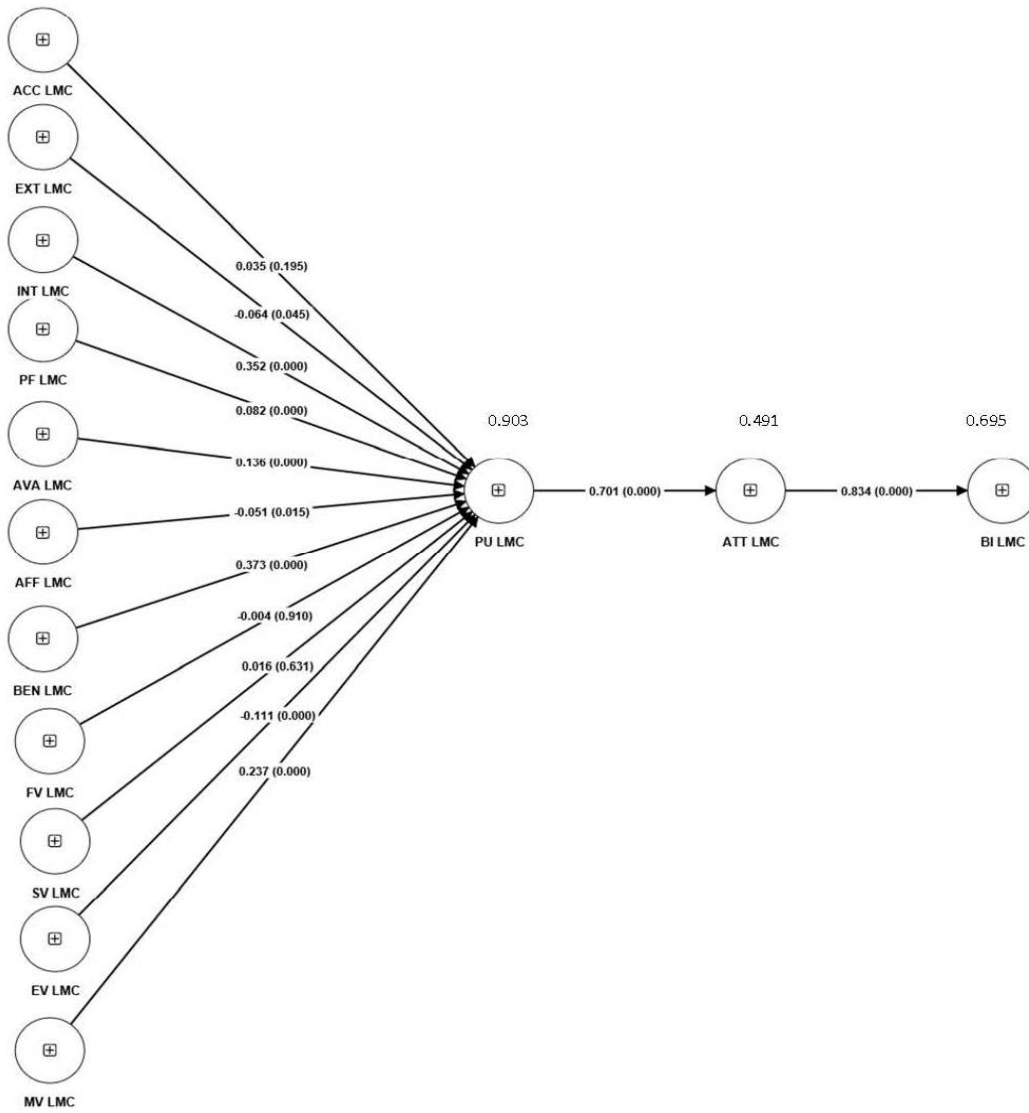 ACC LMC
EXT LMC
INT LMC
PF LMC
AVA LMC
AFF LMC
BEN LMC
FV LMC
SV LMC
EV LMC
MV LMC
0.035 (0.195)
-0.064 (0.045)
0.352 (0.000)
0.082 (0.000)
0.136 (0.000)
-0.051 (0.015)
0.373 (0.000)
-0.004 (0.910)
0.016 (0.631)
-0.111 (0.000)
0.237 (0.000)
0.903
PU LMC
0.701 (0.000)
0.491
ATT LMC
0.834 (0.000)
0.695
BI LMC